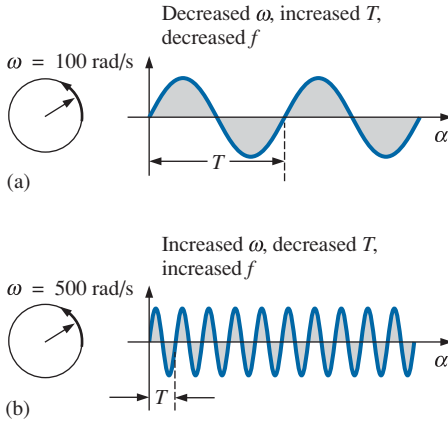 Decreased ω, increased T,
decreased f
ω = 100 rad/s
α
T
(a)
Increased ω, decreased T,
increased f
ω = 500 rad/s
α
T
(b)